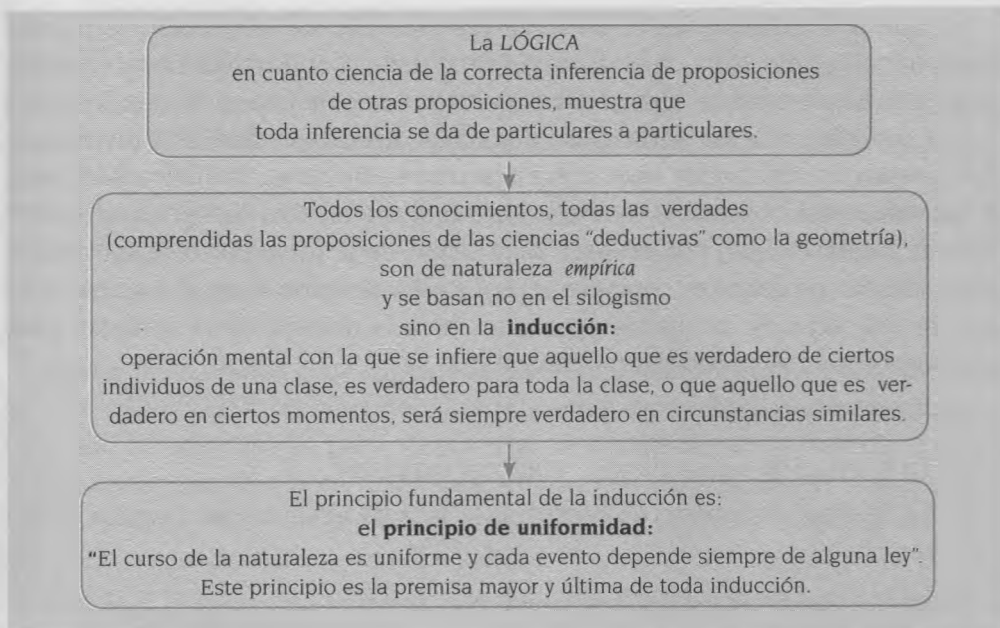 La LÓGICA
en cuanto ciencia de la correcta inferencia de proposiciones
de otras proposiciones, muestra que
toda inferencia se da de particulares a particulares.
Todos los conocimientos, todas las verdades
(comprendidas las proposiciones de las ciencias "deductivas" como la geometría),
son de naturaleza empírica
y se basan no en el silogismo
sino en la inducción:
operación mental con la que se infiere que aquello que es verdadero de ciertos
individuos de una clase, es verdadero para toda la clase, o que aquello que es ver-
dadero en ciertos momentos, será siempre verdadero en circunstancias similares.
El principio fundamental de la inducción es:
el principio de uniformidad:
"El curso de la naturaleza es uniforme y cada evento depende siempre de alguna ley".
Este principio es la premisa mayor y última de toda inducción.